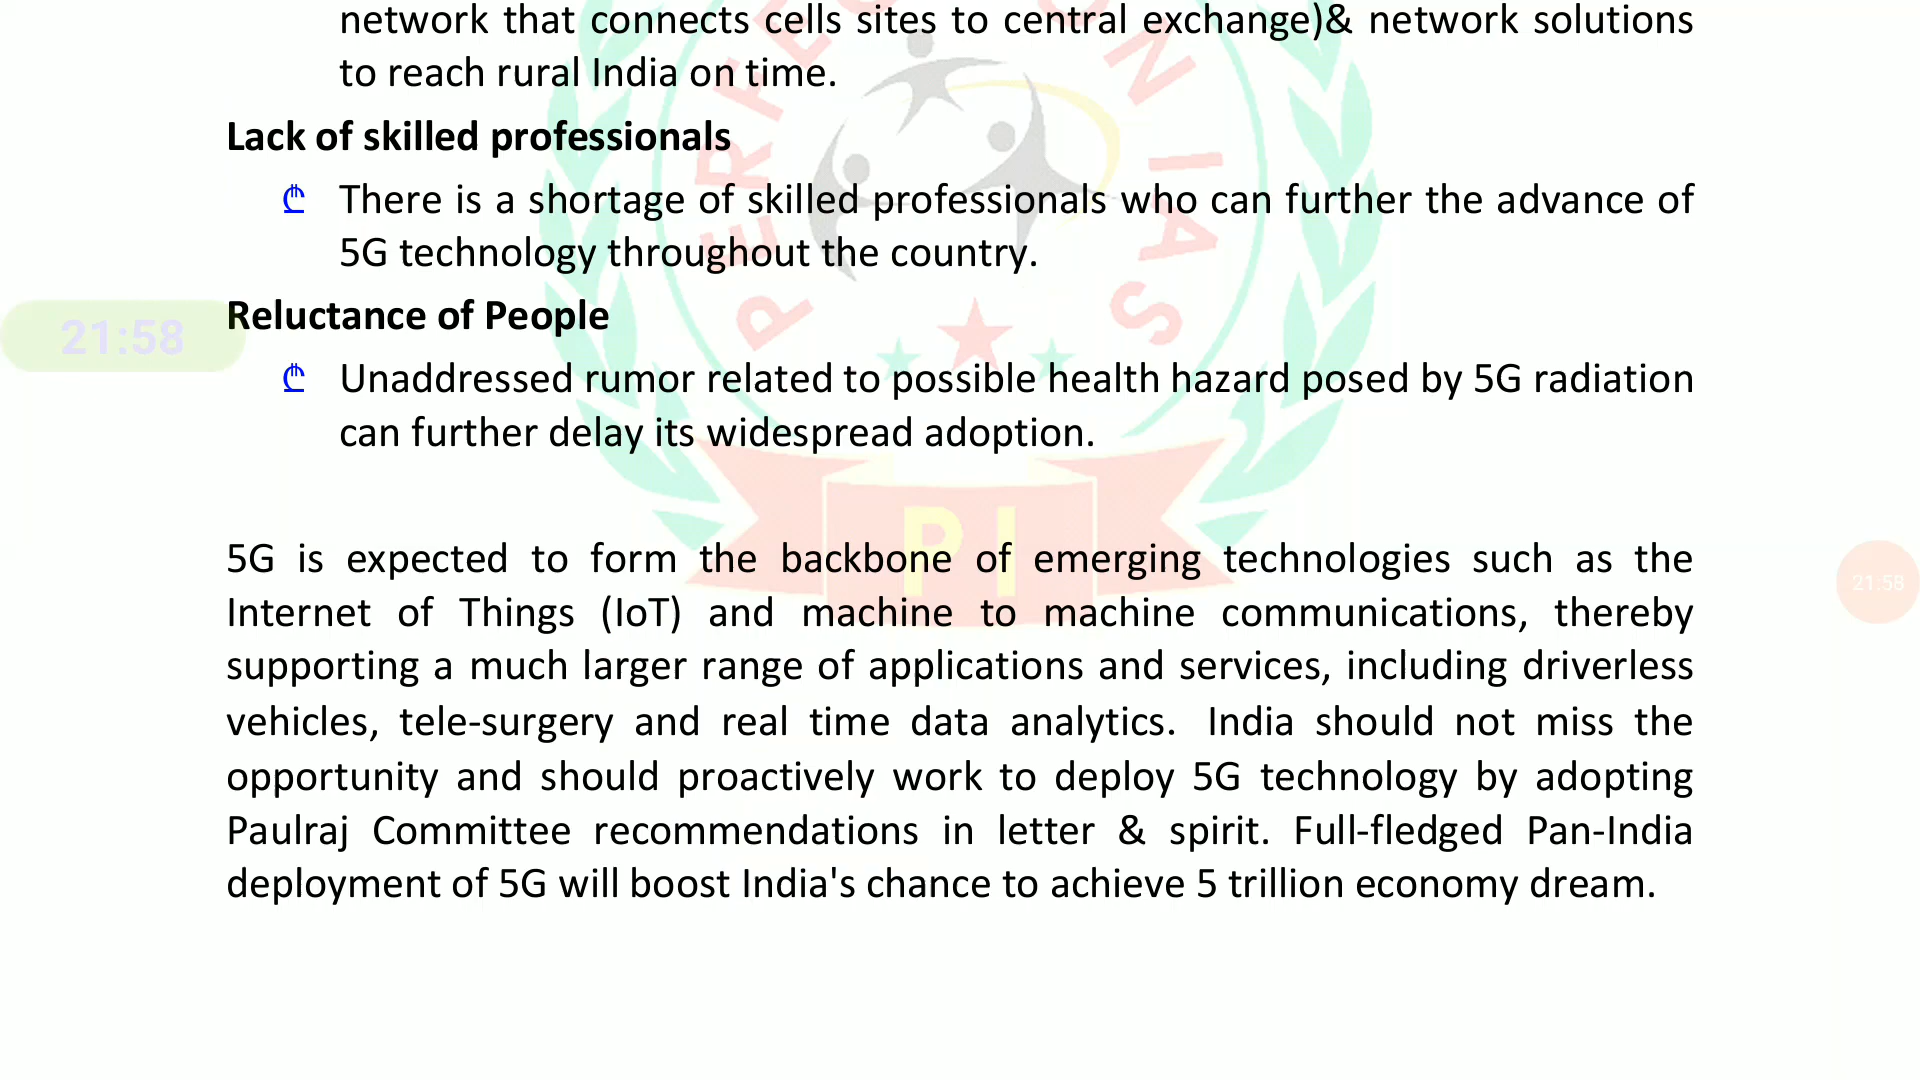 network that connects cells sites to central exchange)& network solutions
to reach rural India on time.
Lack of skilled professionals
₾ There is a shortage of skilled professionals who can further the advance of
5G technology throughout the country.
Reluctance of People
21:58
₾ Unaddressed rumor related to possible health hazard posed by 5G radiation
can further delay its widespread adoption.
PERFECTION IAS
PI
5G is expected to form the backbone of emerging technologies such as the
21:58
Internet of Things (IoT) and machine to machine communications, thereby
supporting a much larger range of applications and services, including driverless
vehicles, tele-surgery and real time data analytics. India should not miss the
opportunity and should proactively work to deploy 5G technology by adopting
Paulraj Committee recommendations in letter & spirit. Full-fledged Pan-India
deployment of 5G will boost India's chance to achieve 5 trillion economy dream.